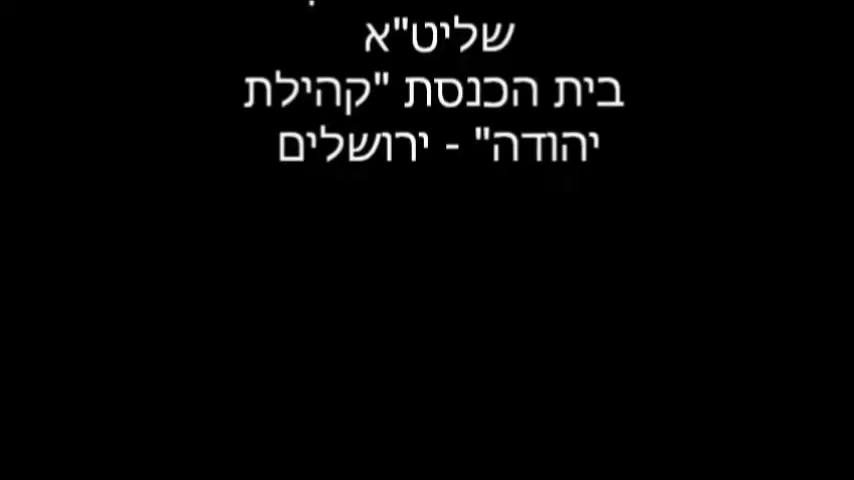 שליט"א
בית הכנסת "קהילת
יהודה" - ירושלים